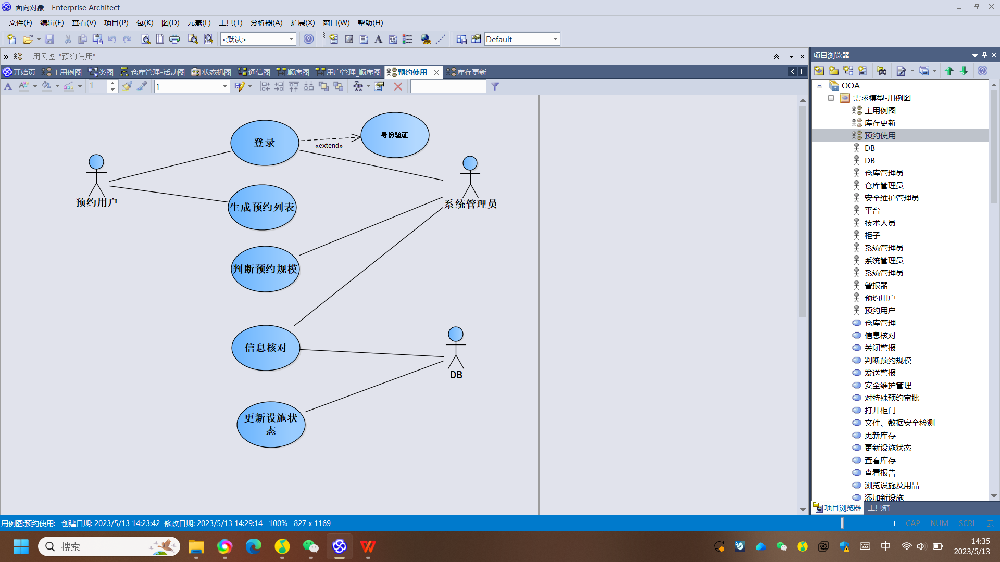 面向对象 - Enterprise Architect
文件(F) 编辑(E) 查看(V) 项目(P) 包(K) 图(D) 元素(L) 工具(T) 分析器(A) 扩展(X) 窗口(W) 帮助(H)
<默认> Default
用例图: "预约使用"
开始页 主用例图 类图 仓库管理-活动图 状态机图 通信图 顺序图 用户管理_顺序图 预约使用 库存更新
1 1
登录
«extend»
身份验证
预约用户
生成预约列表
系统管理员
判断预约规模
信息核对
DB
更新设施状
态
项目浏览器
OOA
需求模型-用例图
主用例图
库存更新
预约使用
DB
DB
仓库管理员
仓库管理员
安全维护管理员
平台
技术人员
柜子
系统管理员
系统管理员
系统管理员
警报器
预约用户
预约用户
仓库管理
信息核对
关闭警报
判断预约规模
发送警报
安全维护管理
对特殊预约审批
打开柜门
文件、数据安全检测
更新库存
更新设施状态
查看库存
查看报告
浏览设施及用品
添加新设施
项目浏览器 工具箱
用例图:预约使用: 创建日期: 2023/5/13 14:23:42 修改日期: 2023/5/13 14:29:14 100% 827 x 1169
CAP NUM SCRL 云
搜索
中
14:35
2023/5/13